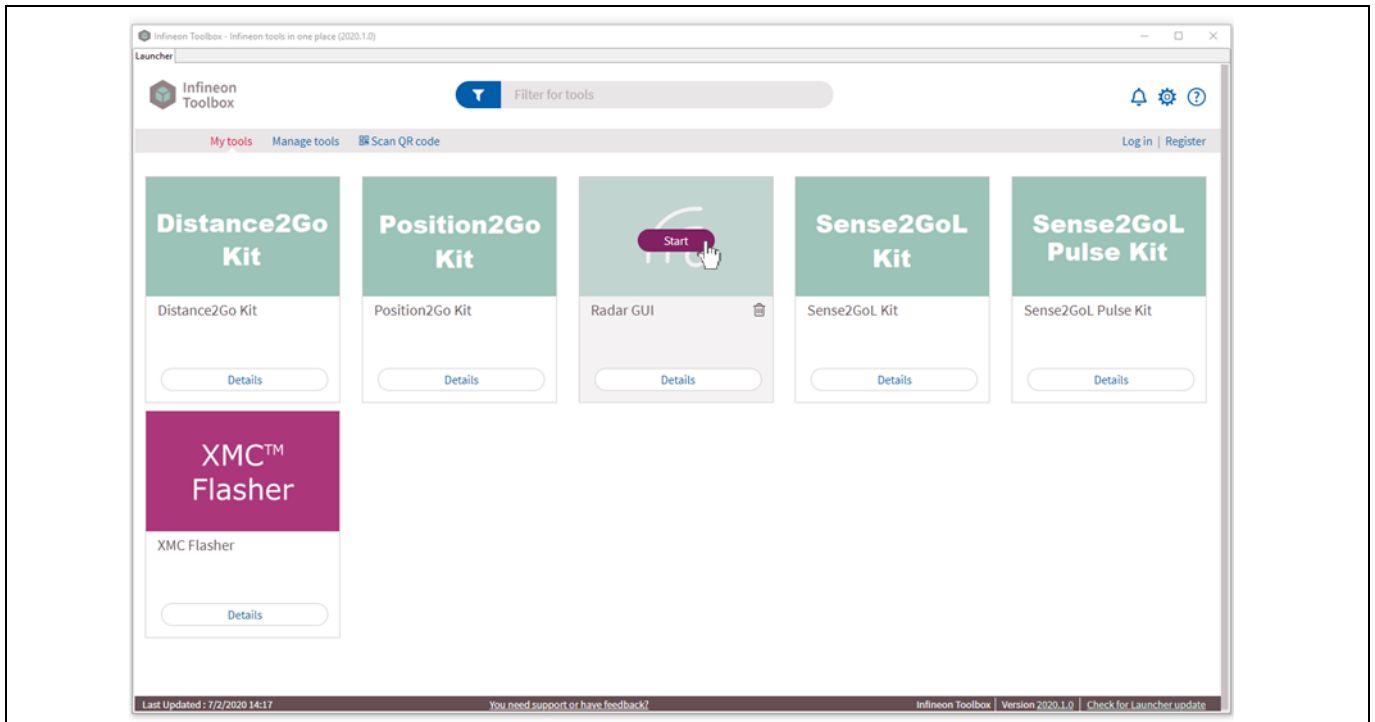 Infineon Toolbox - Infineon tools in one place (2020.1.0)
Launcher
Infineon
Toolbox
Filter for tools
My tools Manage tools Scan QR code Log in | Register
Distance2Go
Kit
Position2Go
Kit
Start
Sense2GoL
Kit
Sense2GoL
Pulse Kit
Distance2Go Kit
Position2Go Kit
Radar GUI
Sense2GoL Kit
Sense2GoL Pulse Kit
Details
Details
Details
Details
Details
XMC™
Flasher
XMC Flasher
Details
Last Updated : 7/2/2020 14:17 You need support or have feedback? Infineon Toolbox | Version 2020.1.0 | Check for Launcher update